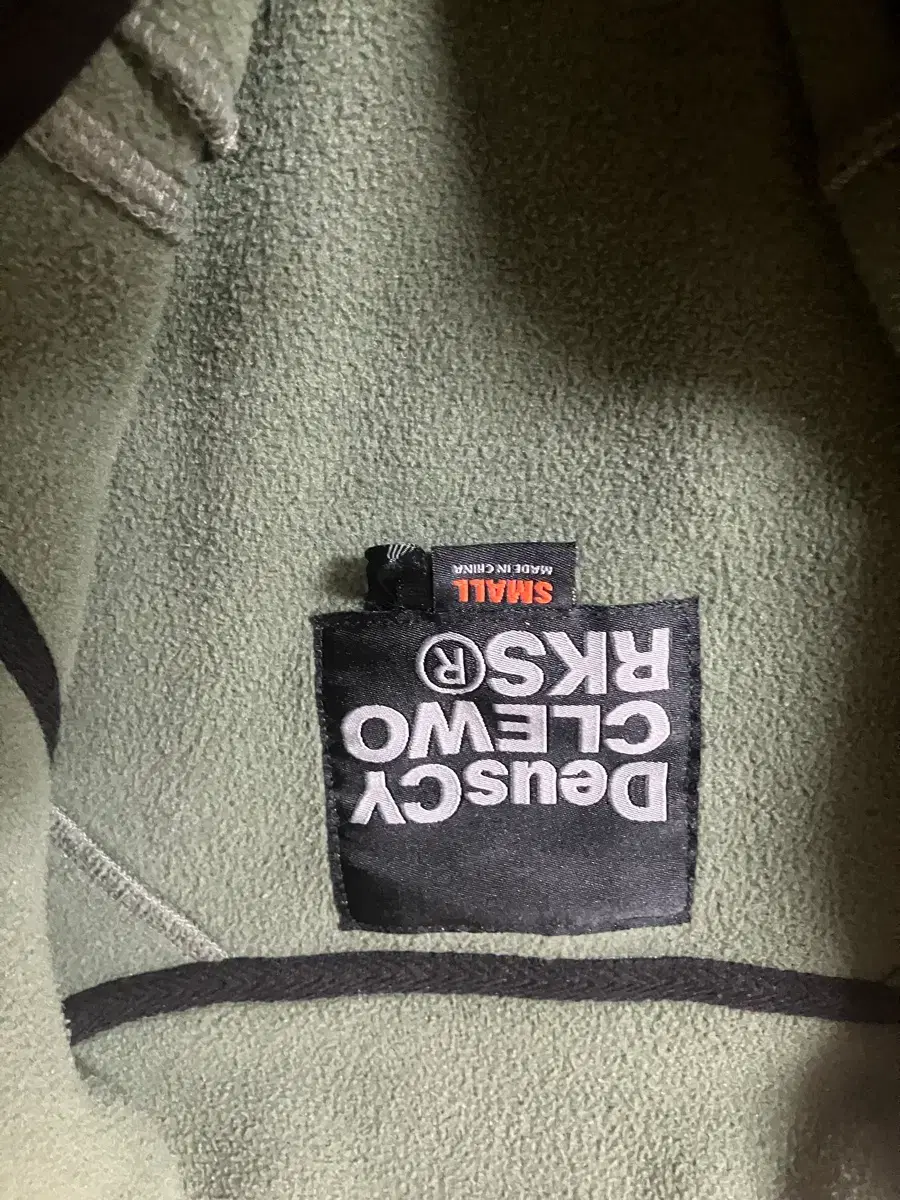 DeusCY
CLEWO
RKS®
SMALL
MADE IN CHINA